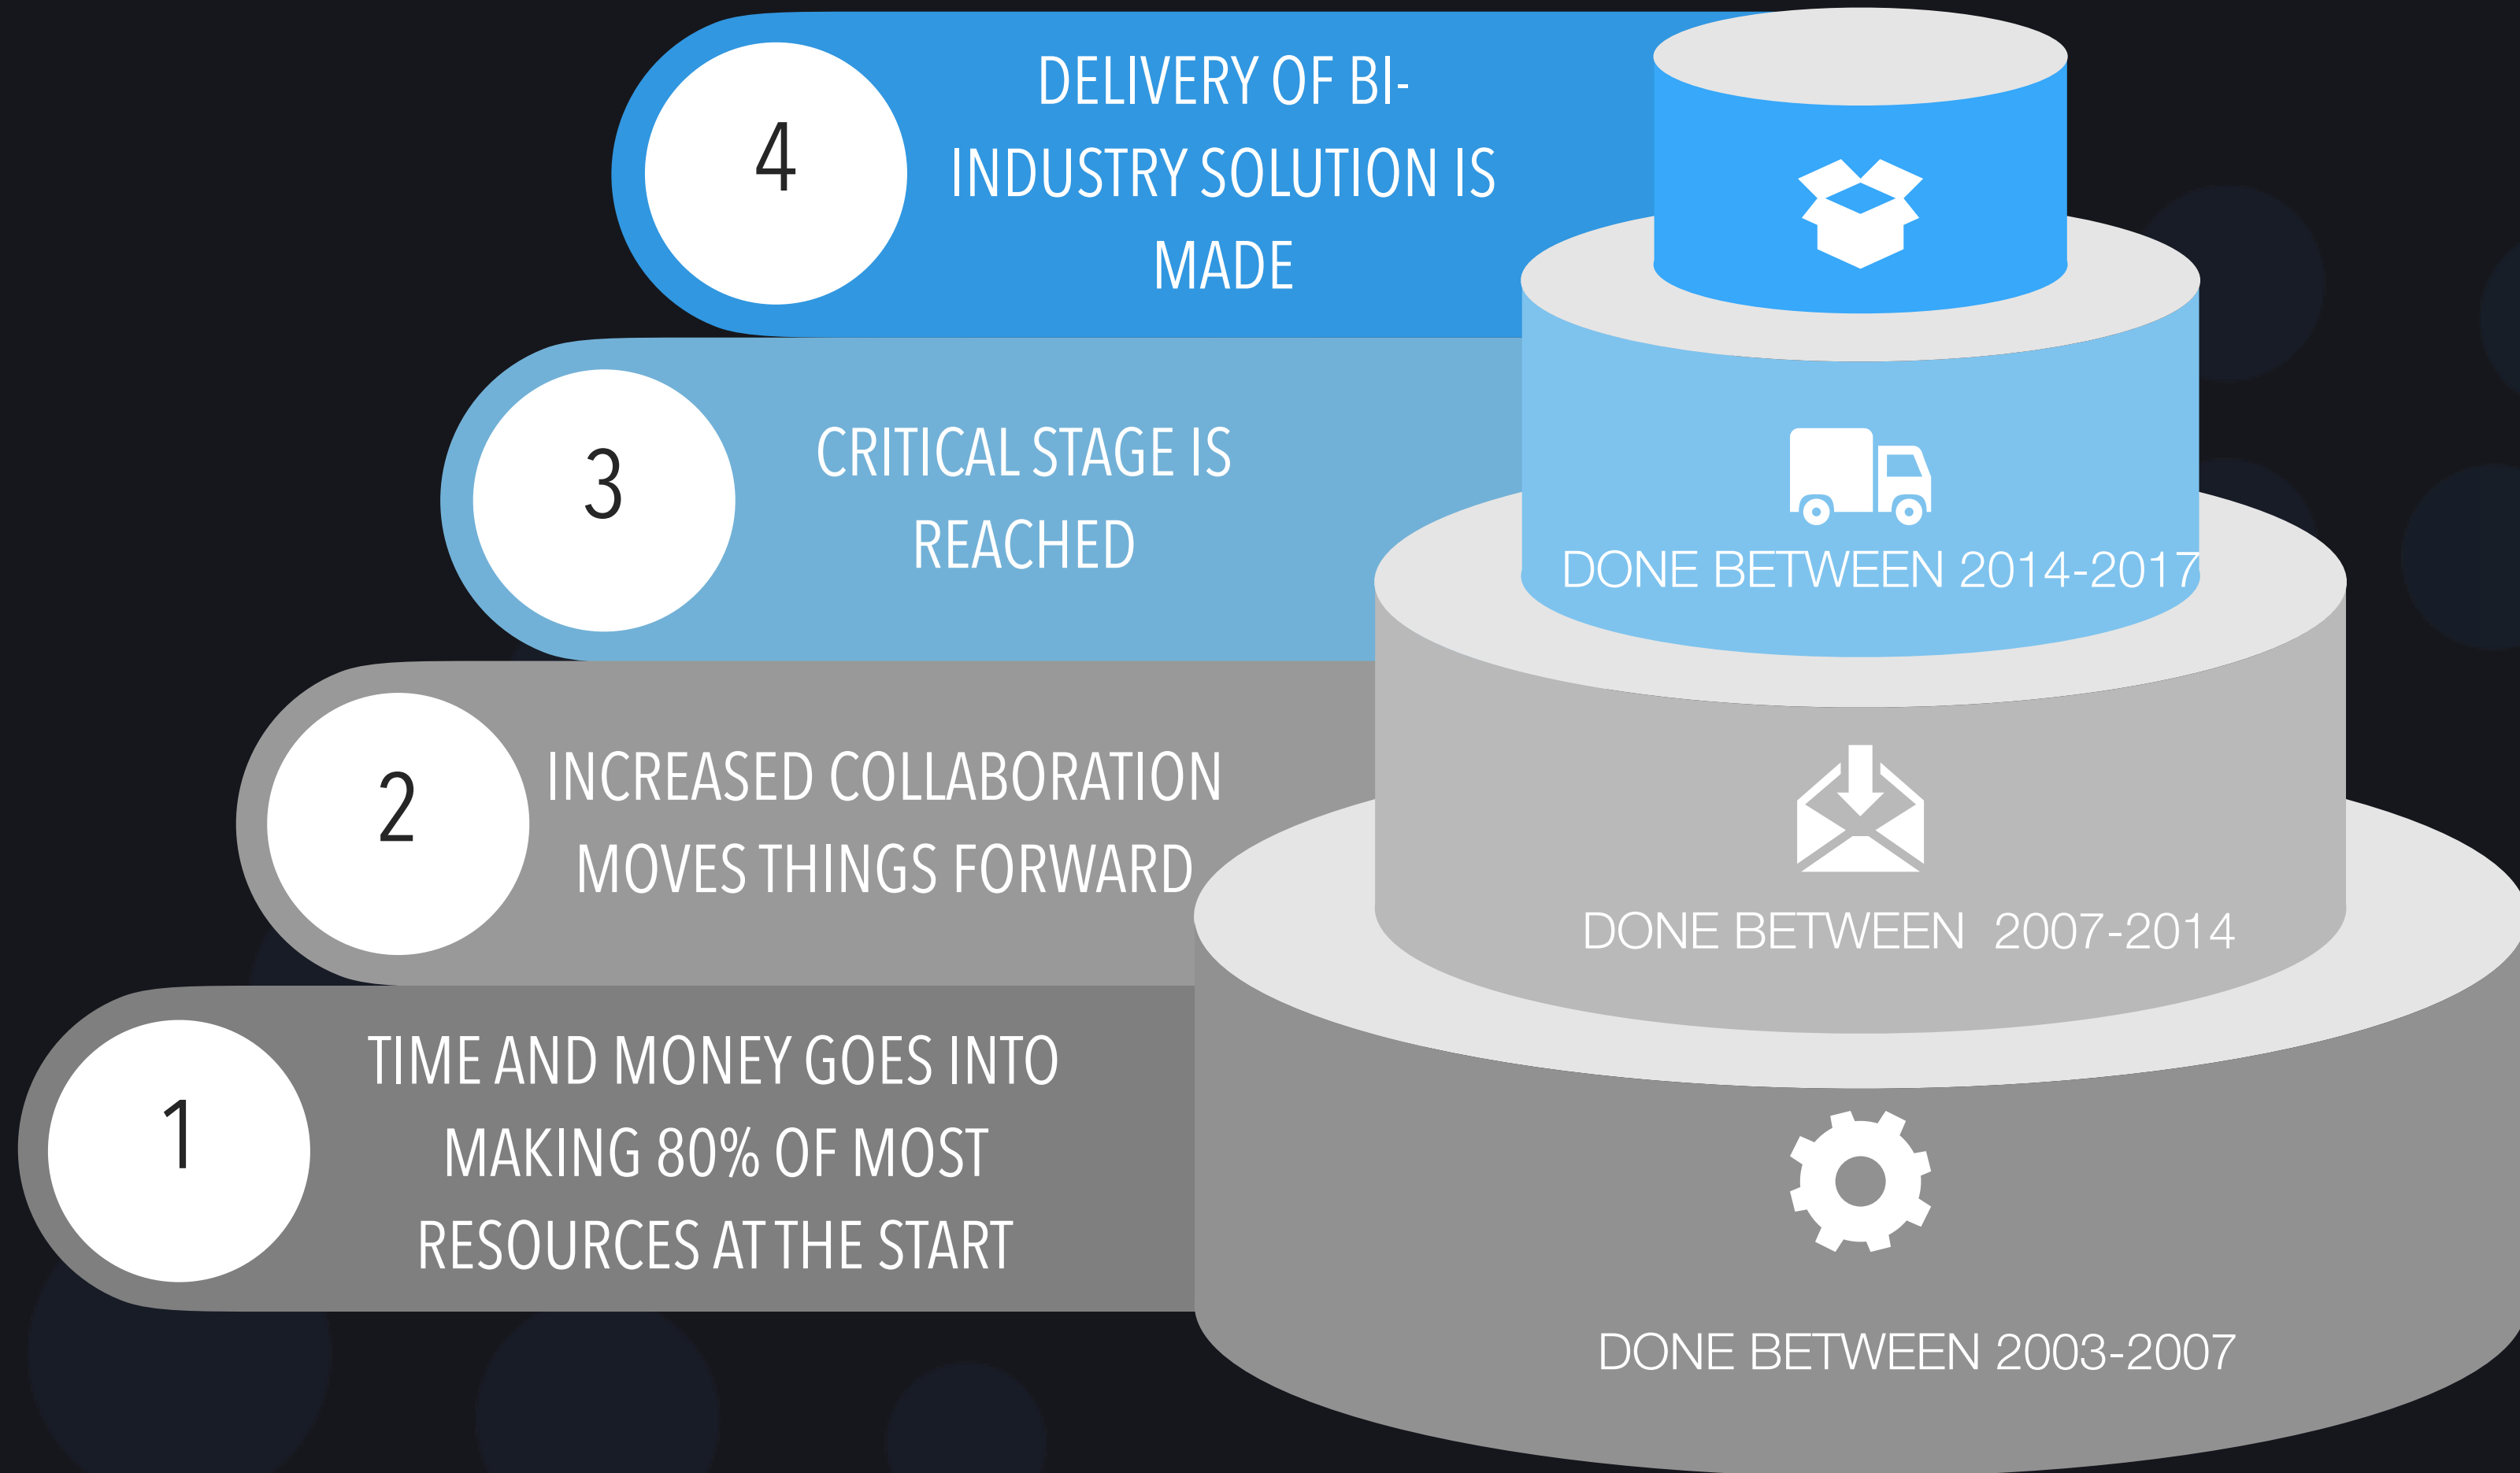 4
DELIVERY OF BI-
INDUSTRY SOLUTION IS
MADE
3
CRITICAL STAGE IS
REACHED
DONE BETWEEN 2014-2017
2
INCREASED COLLABORATION
MOVES THINGS FORWARD
DONE BETWEEN 2007-2014
1
TIME AND MONEY GOES INTO
MAKING 80% OF MOST
RESOURCES AT THE START
DONE BETWEEN 2003-2007